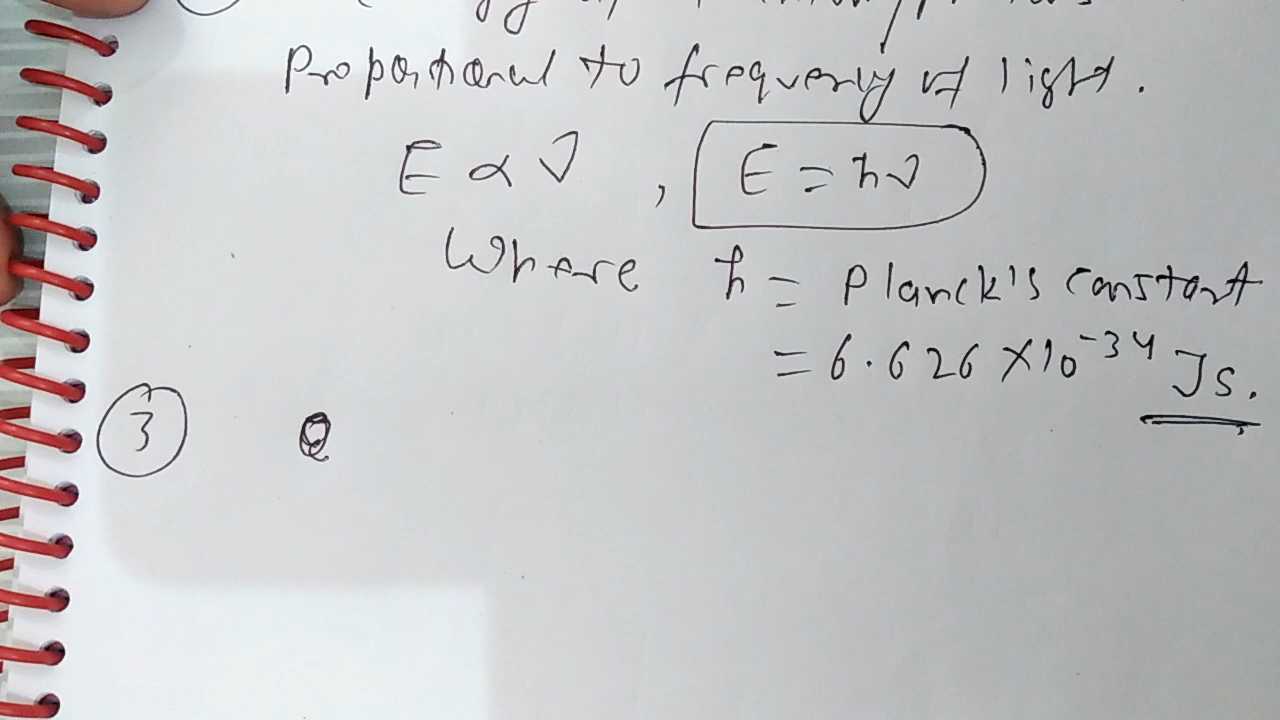 Proportional to frequency of light.
E ∝ ν , E = hν
Where h = Planck's constant
= 6.626 × 10⁻³⁴ Js.
3